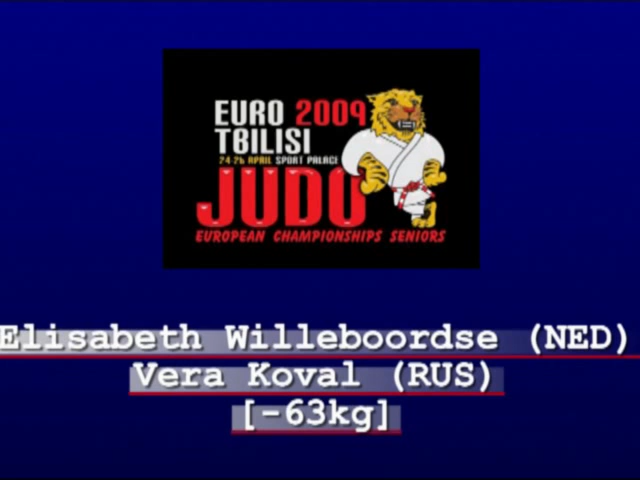 EURO 2009
TBILISI
24-26 APRIL SPORT PALACE
JUDO
EUROPEAN CHAMPIONSHIPS SENIORS
Elisabeth Willeboordse (NED)
Vera Koval (RUS)
[-63kg]